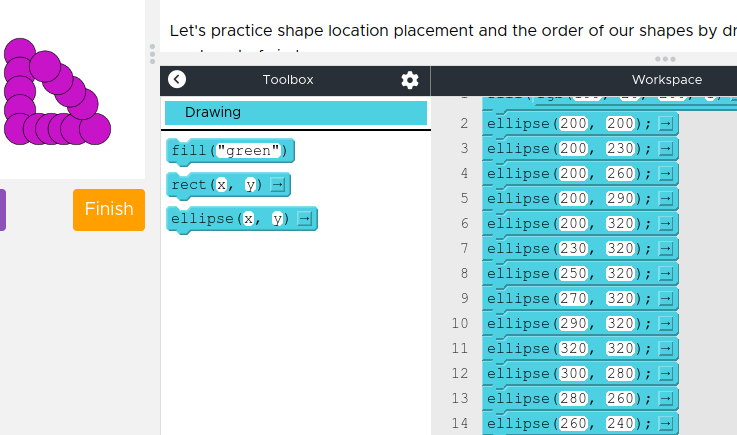 Let's practice shape location placement and the order of our shapes by dr
Finish
Toolbox
Workspace
Drawing
fill("green")
rect(x, y) →
ellipse(x, y) →
2 ellipse(200, 200); →
3 ellipse(200, 230); →
4 ellipse(200, 260); →
5 ellipse(200, 290); →
6 ellipse(200, 320); →
7 ellipse(230, 320); →
8 ellipse(250, 320); →
9 ellipse(270, 320); →
10 ellipse(290, 320); →
11 ellipse(320, 320); →
12 ellipse(300, 280); →
13 ellipse(280, 260); →
14 ellipse(260, 240); →